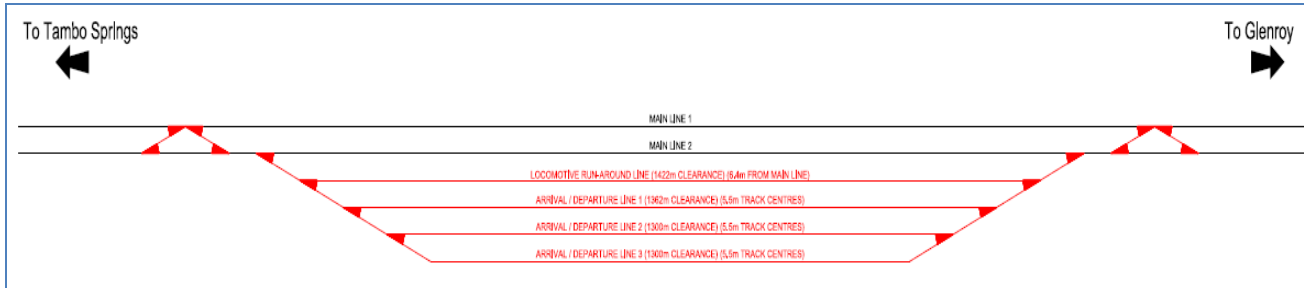 To Tambo Springs
To Glenroy
MAIN LINE 1
MAIN LINE 2
LOCOMOTIVE RUN-AROUND LINE (1422m CLEARANCE) (6,4m FROM MAIN LINE)
ARRIVAL / DEPARTURE LINE 1 (1362m CLEARANCE) (5,5m TRACK CENTRES)
ARRIVAL / DEPARTURE LINE 2 (1300m CLEARANCE) (5.5m TRACK CENTRES)
ARRIVAL / DEPARTURE LINE 3 (1300m CLEARANCE) (5,5m TRACK CENTRES)